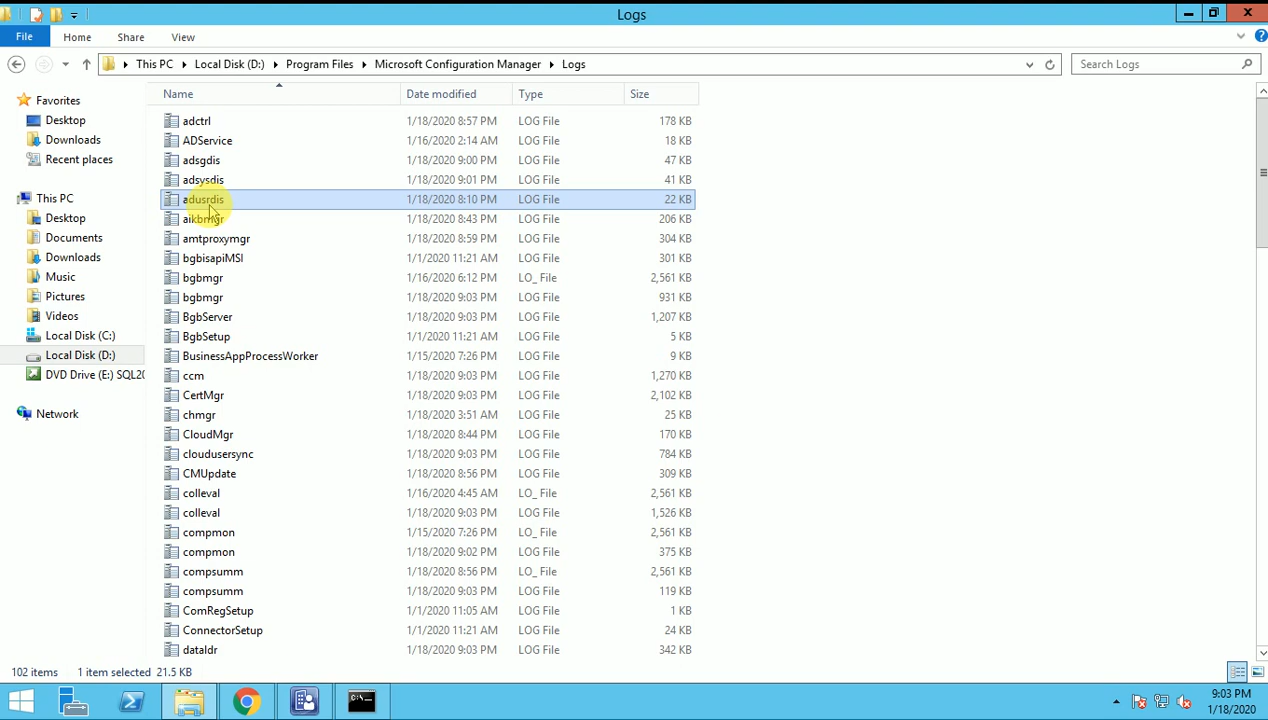 Logs
File Home Share View
This PC Local Disk (D:) Program Files Microsoft Configuration Manager Logs
Search Logs
Name Date modified Type Size
Favorites
Desktop
Downloads
Recent places
This PC
Desktop
Documents
Downloads
Music
Pictures
Videos
Local Disk (C:)
Local Disk (D:)
DVD Drive (E:) SQL20
Network
adctrl 1/18/2020 8:57 PM LOG File 178 KB
ADService 1/16/2020 2:14 AM LOG File 18 KB
adsgdis 1/18/2020 9:00 PM LOG File 47 KB
adsysdis 1/18/2020 9:01 PM LOG File 41 KB
adusrdis 1/18/2020 8:10 PM LOG File 22 KB
aikbmgr 1/18/2020 8:43 PM LOG File 206 KB
amtproxymgr 1/18/2020 8:59 PM LOG File 304 KB
bgbisapiMSI 1/1/2020 11:21 AM LOG File 301 KB
bgbmgr 1/16/2020 6:12 PM LO_ File 2,561 KB
bgbmgr 1/18/2020 9:03 PM LOG File 931 KB
BgbServer 1/18/2020 9:03 PM LOG File 1,207 KB
BgbSetup 1/1/2020 11:21 AM LOG File 5 KB
BusinessAppProcessWorker 1/15/2020 7:26 PM LOG File 9 KB
ccm 1/18/2020 9:03 PM LOG File 1,270 KB
CertMgr 1/18/2020 9:03 PM LOG File 2,102 KB
chmgr 1/18/2020 3:51 AM LOG File 25 KB
CloudMgr 1/18/2020 8:44 PM LOG File 170 KB
cloudusersync 1/18/2020 9:03 PM LOG File 784 KB
CMUpdate 1/18/2020 8:56 PM LOG File 309 KB
colleval 1/16/2020 4:45 AM LO_ File 2,561 KB
colleval 1/18/2020 9:03 PM LOG File 1,526 KB
compmon 1/15/2020 7:26 PM LO_ File 2,561 KB
compmon 1/18/2020 9:02 PM LOG File 375 KB
compsumm 1/18/2020 8:56 PM LO_ File 2,561 KB
compsumm 1/18/2020 9:03 PM LOG File 119 KB
ComRegSetup 1/1/2020 11:05 AM LOG File 1 KB
ConnectorSetup 1/1/2020 11:21 AM LOG File 24 KB
dataldr 1/18/2020 9:03 PM LOG File 342 KB
102 items 1 item selected 21.5 KB
9:03 PM
1/18/2020